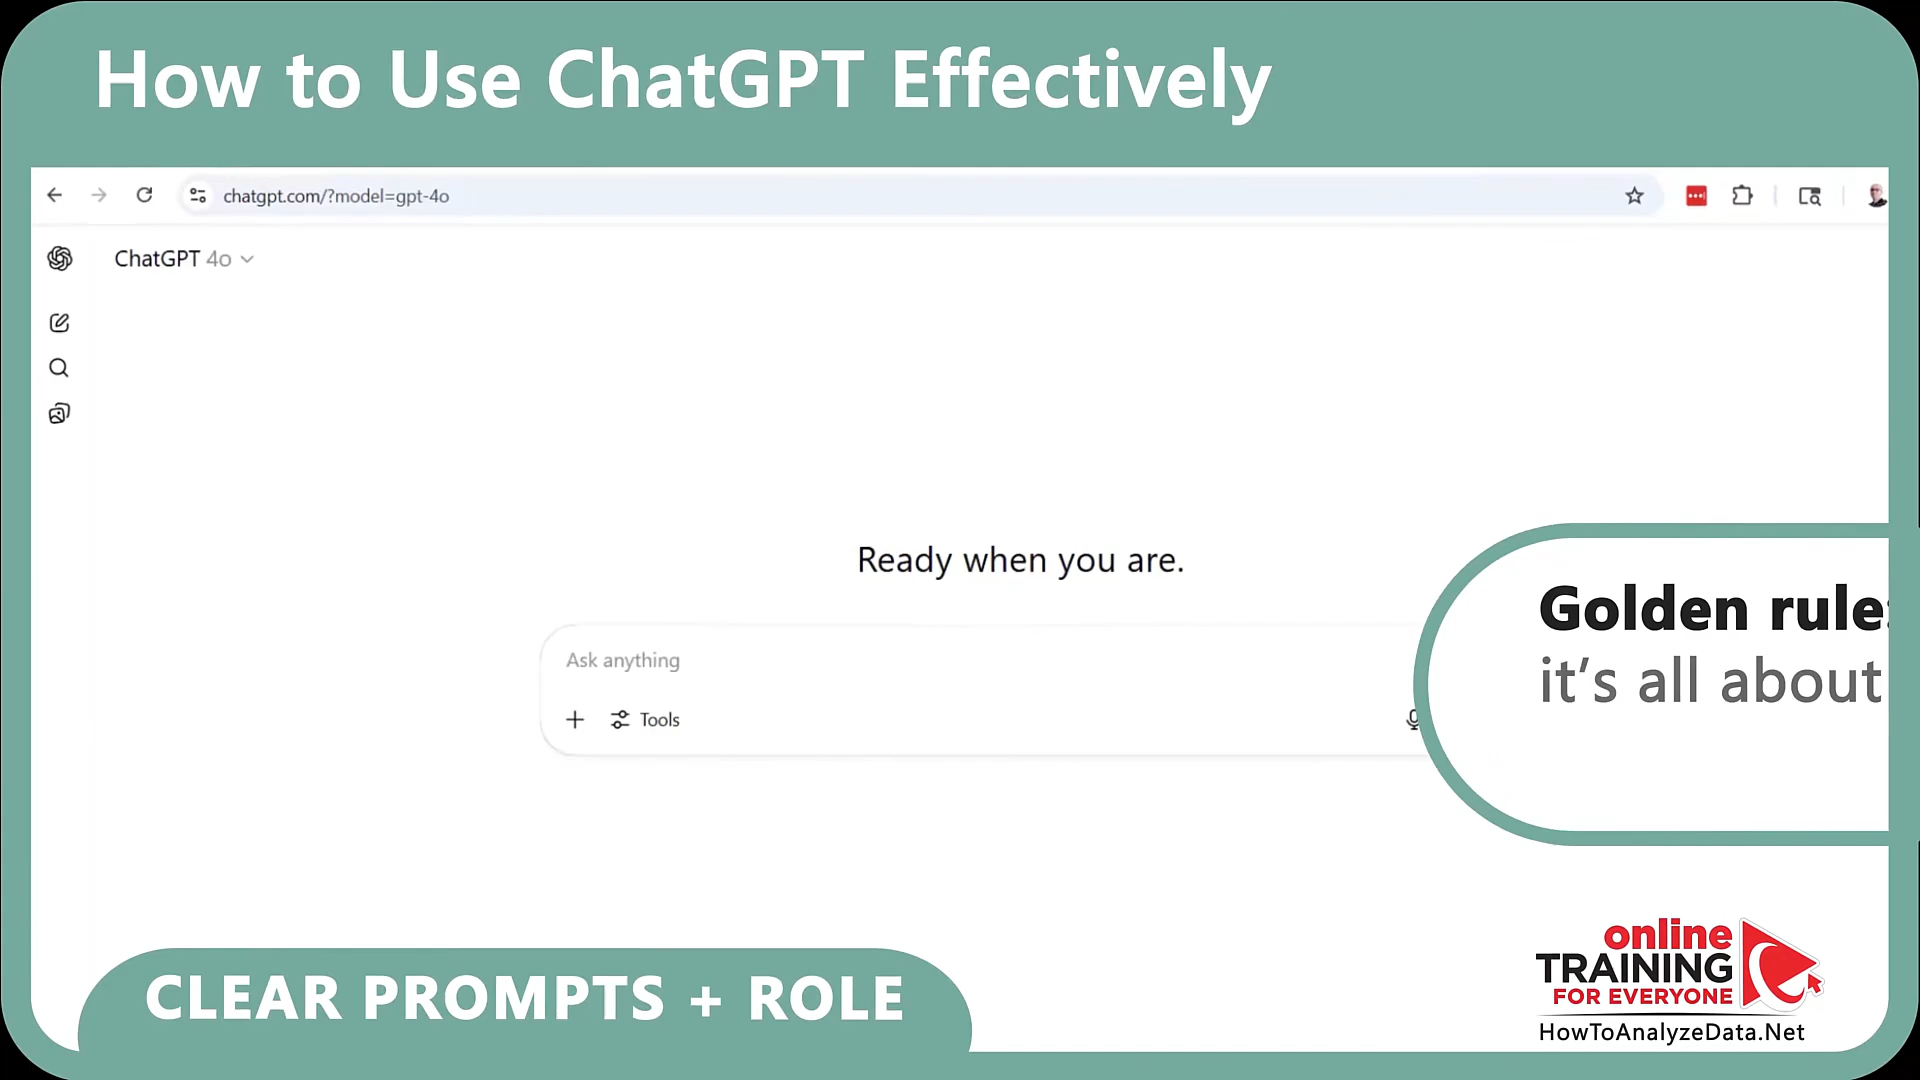 How to Use ChatGPT Effectively
chatgpt.com/?model=gpt-4o
ChatGPT 4o
Ready when you are.
Ask anything
Tools
Golden rule:
it’s all about
CLEAR PROMPTS + ROLE
online
TRAINING
FOR EVERYONE
HowToAnalyzeData.Net